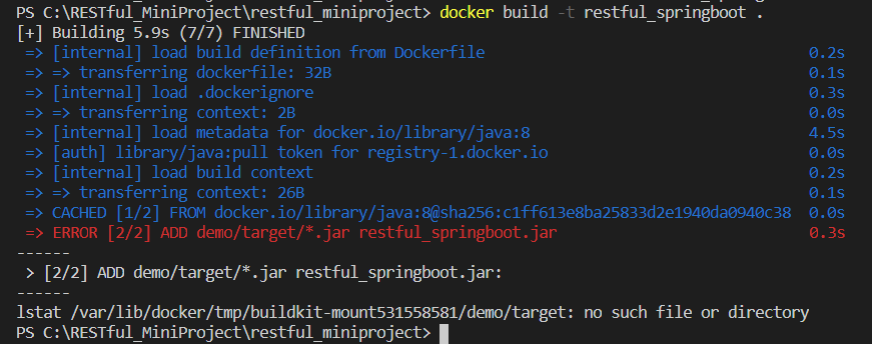 PS C:\RESTful_MiniProject\restful_miniproject> docker build -t restful_springboot .
[+] Building 5.9s (7/7) FINISHED
=> [internal] load build definition from Dockerfile 0.2s
=> => transferring dockerfile: 32B 0.1s
=> [internal] load .dockerignore 0.3s
=> => transferring context: 2B 0.0s
=> [internal] load metadata for docker.io/library/java:8 4.5s
=> [auth] library/java:pull token for registry-1.docker.io 0.0s
=> [internal] load build context 0.2s
=> => transferring context: 26B 0.1s
=> CACHED [1/2] FROM docker.io/library/java:8@sha256:c1ff613e8ba25833d2e1940da0940c38 0.0s
=> ERROR [2/2] ADD demo/target/*.jar restful_springboot.jar 0.3s
------
> [2/2] ADD demo/target/*.jar restful_springboot.jar:
------
lstat /var/lib/docker/tmp/buildkit-mount531558581/demo/target: no such file or directory
PS C:\RESTful_MiniProject\restful_miniproject>